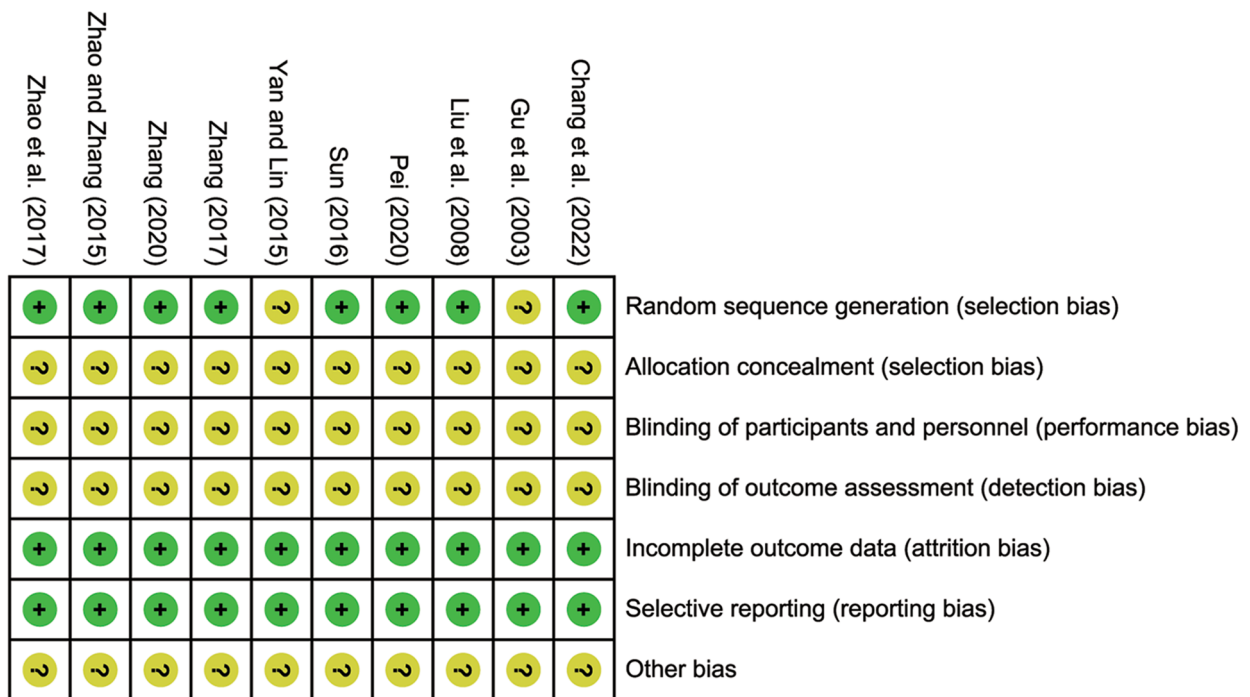 Zhao et al. (2017)
Zhao and Zhang (2015)
Zhang (2020)
Zhang (2017)
Yan and Lin (2015)
Sun (2016)
Pei (2020)
Liu et al. (2008)
Gu et al. (2003)
Chang et al. (2022)
+ + + + ? + + + ? + Random sequence generation (selection bias)
? ? ? ? ? ? ? ? ? ? Allocation concealment (selection bias)
? ? ? ? ? ? ? ? ? ? Blinding of participants and personnel (performance bias)
? ? ? ? ? ? ? ? ? ? Blinding of outcome assessment (detection bias)
+ + + + + + + + + + Incomplete outcome data (attrition bias)
+ + + + + + + + + + Selective reporting (reporting bias)
? ? ? ? ? ? ? ? ? ? Other bias